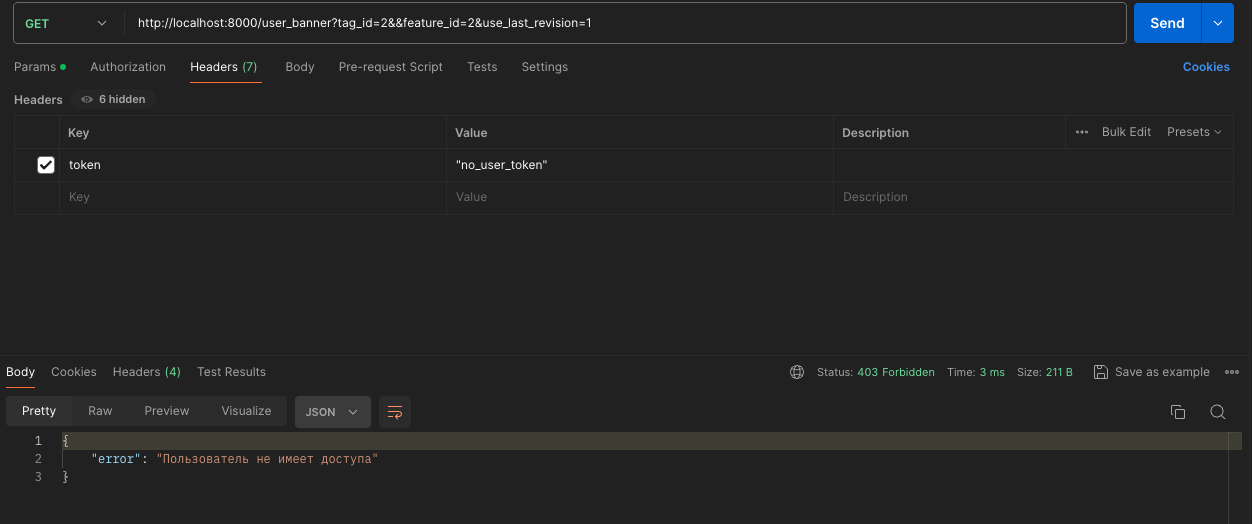 GET http://localhost:8000/user_banner?tag_id=2&&feature_id=2&use_last_revision=1 Send
Params Authorization Headers (7) Body Pre-request Script Tests Settings Cookies
Headers 6 hidden
Key Value Description ••• Bulk Edit Presets
token "no_user_token"
Key Value Description
Body Cookies Headers (4) Test Results Status: 403 Forbidden Time: 3 ms Size: 211 B Save as example •••
Pretty Raw Preview Visualize JSON
1 {
2 "error": "Пользователь не имеет доступа"
3 }